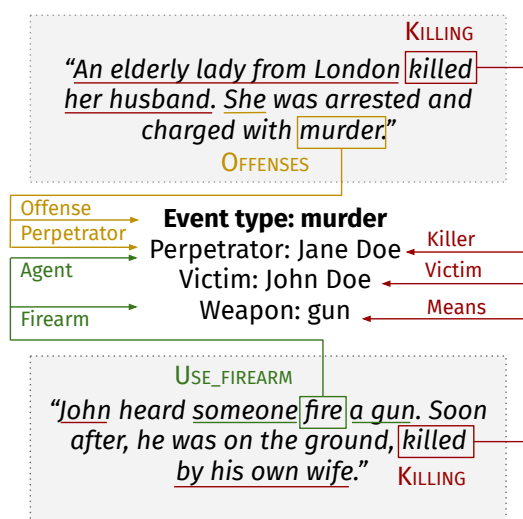 KILLING
“An elderly lady from London killed
her husband. She was arrested and
charged with murder.”
OFFENSES
Offense
Perpetrator
Event type: murder
Perpetrator: Jane Doe
Killer
Agent
Victim: John Doe
Victim
Firearm
Weapon: gun
Means
USE_FIREARM
“John heard someone fire a gun. Soon
after, he was on the ground, killed
by his own wife.”
KILLING